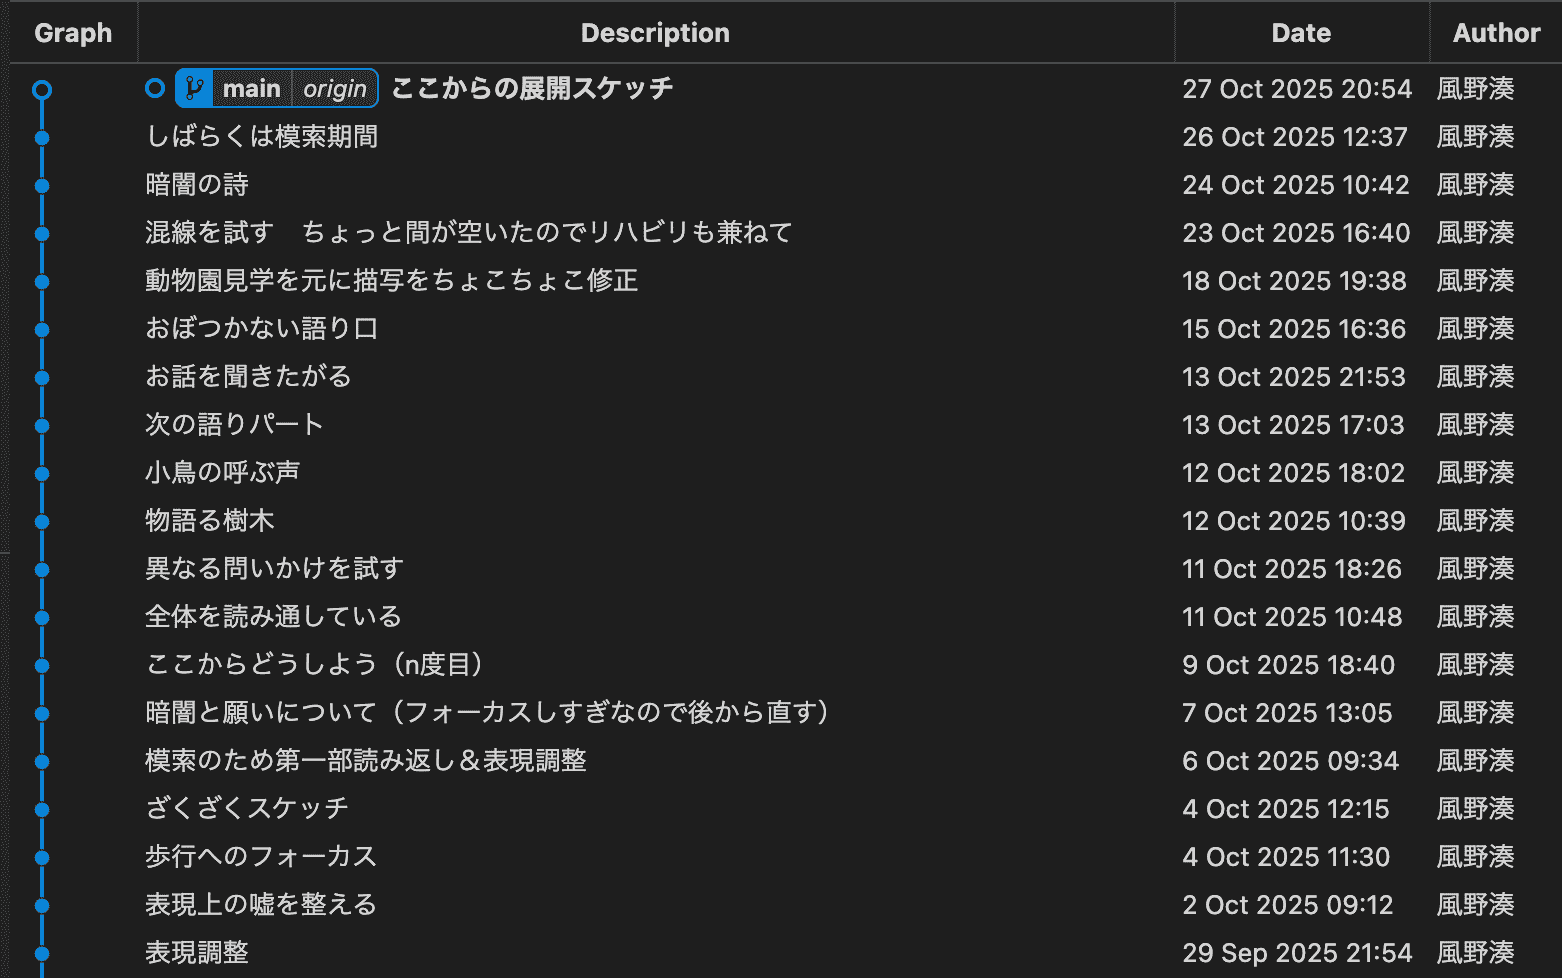 Graph Description Date Author
main origin ここからの展開スケッチ 27 Oct 2025 20:54 風野湊
しばらくは模索期間 26 Oct 2025 12:37 風野湊
暗闇の詩 24 Oct 2025 10:42 風野湊
混線を試す　ちょっと間が空いたのでリハビリも兼ねて 23 Oct 2025 16:40 風野湊
動物園見学を元に描写をちょこちょこ修正 18 Oct 2025 19:38 風野湊
おぼつかない語り口 15 Oct 2025 16:36 風野湊
お話を聞きたがる 13 Oct 2025 21:53 風野湊
次の語りパート 13 Oct 2025 17:03 風野湊
小鳥の呼ぶ声 12 Oct 2025 18:02 風野湊
物語る樹木 12 Oct 2025 10:39 風野湊
異なる問いかけを試す 11 Oct 2025 18:26 風野湊
全体を読み通している 11 Oct 2025 10:48 風野湊
ここからどうしよう（n度目） 9 Oct 2025 18:40 風野湊
暗闇と願いについて（フォーカスしすぎなので後から直す） 7 Oct 2025 13:05 風野湊
模索のため第一部読み返し＆表現調整 6 Oct 2025 09:34 風野湊
ざくざくスケッチ 4 Oct 2025 12:15 風野湊
歩行へのフォーカス 4 Oct 2025 11:30 風野湊
表現上の嘘を整える 2 Oct 2025 09:12 風野湊
表現調整 29 Sep 2025 21:54 風野湊